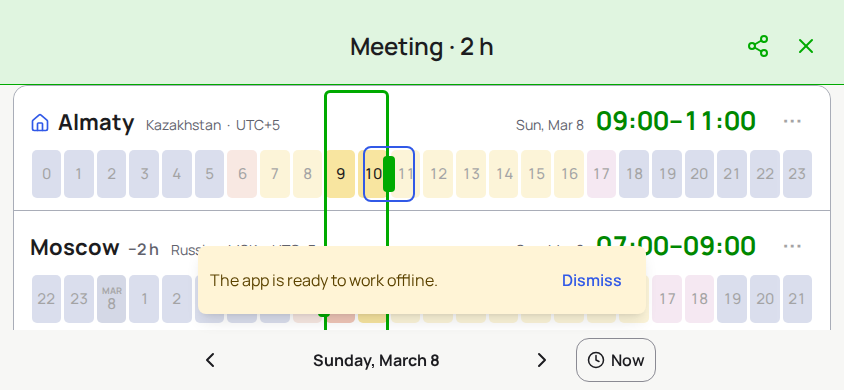 Meeting · 2 h
Almaty Kazakhstan · UTC+5 Sun, Mar 8 09:00–11:00
0 1 2 3 4 5 6 7 8 9 10 11 12 13 14 15 16 17 18 19 20 21 22 23
Moscow −2 h 07:00–09:00
22 23 MAR 8 1 2 17 18 19 20 21
The app is ready to work offline. Dismiss
Sunday, March 8 Now